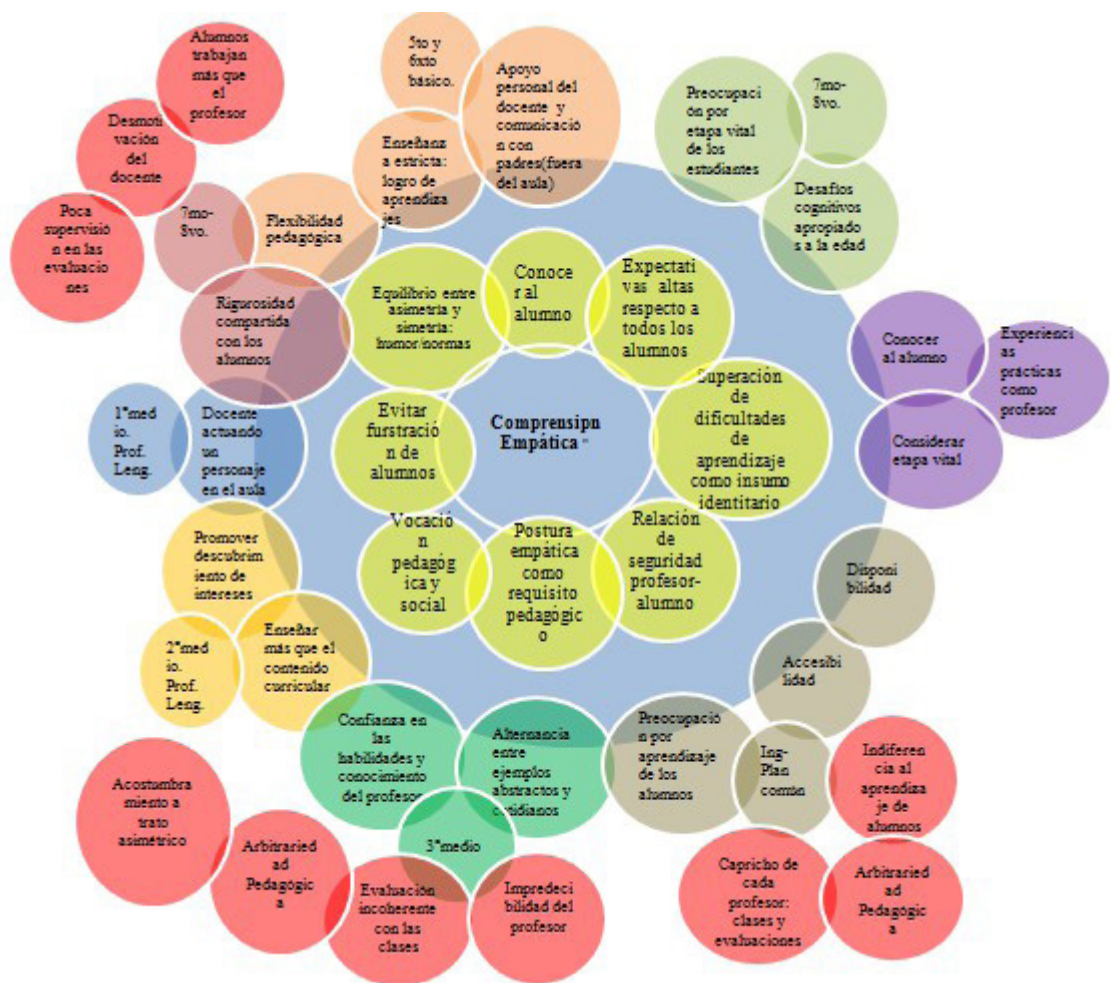 Alumnos
trabajan
más que
el
profesor
Desmoti
vación del
docente
Poca
supervisió
n en las
evaluacio
nes
7mo-
8vo.
Flexibilidad
pedagógica
Rigurosidad
compartida
con los
alumnos
5to y
6xto
básico.
Enseñanz
a estricta:
logro de
aprendiza
jes
Apoyo
personal del
docente y
comunicació
n con
padres(fuera
del aula)
Preocupació
n por
etapa vital
de los
estudiantes
7mo-
8vo.
Desafíos
cognitivos
apropiado
s a la edad
Equilibrio entre
asimetría y
simetría:
humor/normas
Conoce
r al
alumno
Expectati
vas altas
respecto a
todos los
alumnos
Superación
de
dificultades
de
aprendizaje
como insumo
identitario
Relación
de
seguridad
profesor-
alumno
Postura
empática
como
requisito
pedagógic
o
Vocació
n
pedagóg
ica y
social
Evitar
furstració
n de
alumnos
Comprensipn
Empática
Conocer
al alumno
Experienc
ias
prácticas
como
profesor
Considerar
etapa vital
1°med
io.
Prof.
Leng.
Docente
actuando
un
personaje
en el aula
Promover
descubrim
iento de
intereses
2°med
io.
Prof.
Leng.
Enseñar
más que el
contenido
curricular
Confianza en
las
habilidades y
conocimiento
del profesor
Alternancia
entre
ejemplos
abstractos y
cotidianos
3°medio
Acostumbra
miento a
trato
asimétrico
Arbitraried
ad
Pedagógic
a
Evaluación
incoherente
con las
clases
Impredeci
bilidad del
profesor
Disponi
bilidad
Accesibi
lidad
Preocupació
n por
aprendizaje
de los
alumnos
Ing-
Plan
común
Indiferen
cia al
aprendiza
je de
alumnos
Capricho de
cada
profesor:
clases y
evaluaciones
Arbitraried
ad
Pedagógic
a